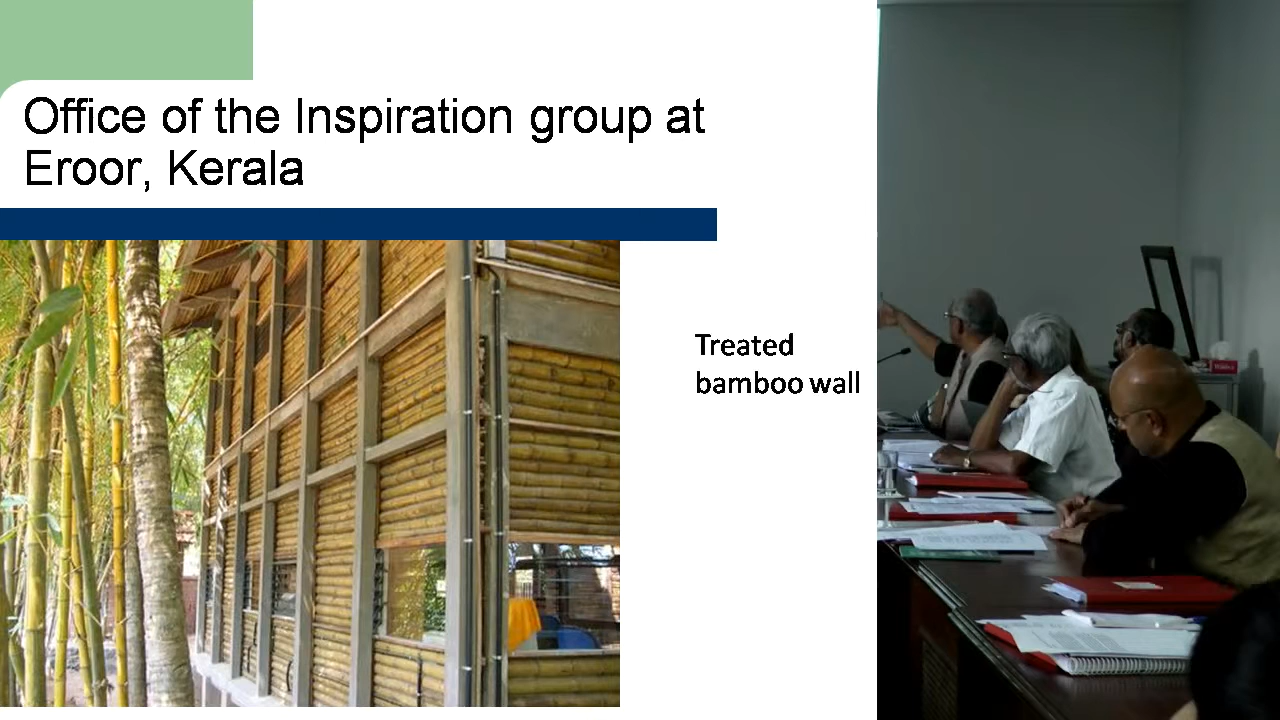 Office of the Inspiration group at
Eroor, Kerala
Treated
bamboo wall